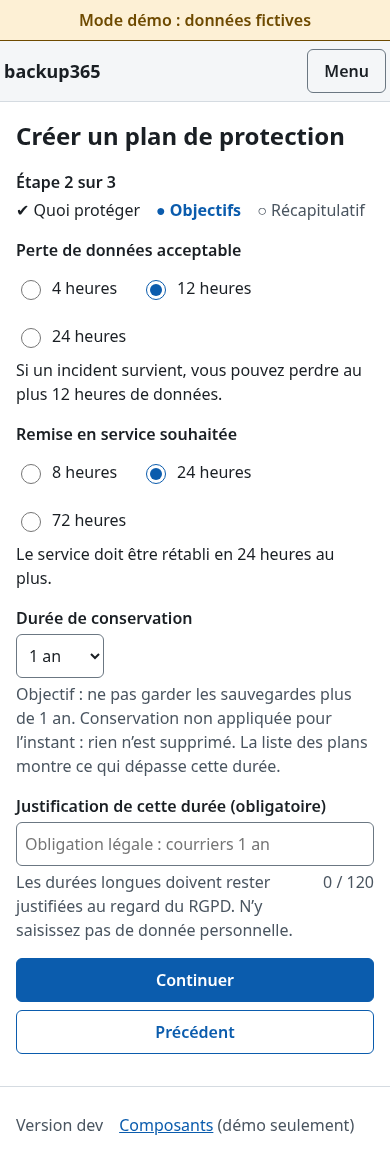 Mode démo : données fictives
backup365
Menu
Créer un plan de protection
Étape 2 sur 3
✔ Quoi protéger ● Objectifs ○ Récapitulatif
Perte de données acceptable
4 heures 12 heures
24 heures
Si un incident survient, vous pouvez perdre au
plus 12 heures de données.
Remise en service souhaitée
8 heures 24 heures
72 heures
Le service doit être rétabli en 24 heures au
plus.
Durée de conservation
1 an
Objectif : ne pas garder les sauvegardes plus
de 1 an. Conservation non appliquée pour
l’instant : rien n’est supprimé. La liste des plans
montre ce qui dépasse cette durée.
Justification de cette durée (obligatoire)
Obligation légale : courriers 1 an
Les durées longues doivent rester 0 / 120
justifiées au regard du RGPD. N’y
saisissez pas de donnée personnelle.
Continuer
Précédent
Version dev Composants (démo seulement)